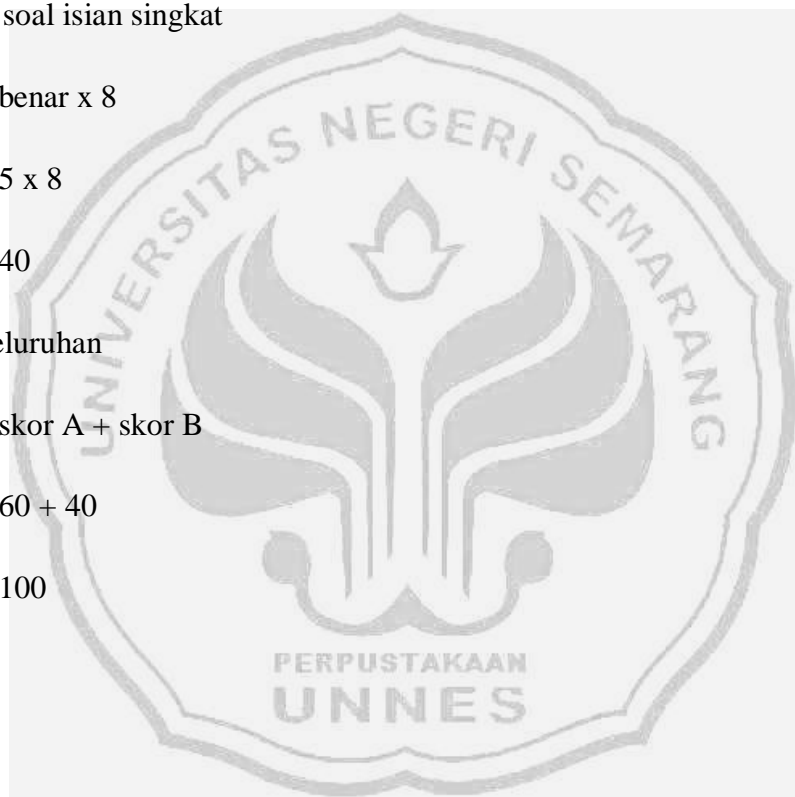 soal isian singkat
benar x 8
5 x 8
40
eluruhan
skor A + skor B
60 + 40
100
UNIVERSITAS NEGERI SEMARANG
PERPUSTAKAAN
UNNES